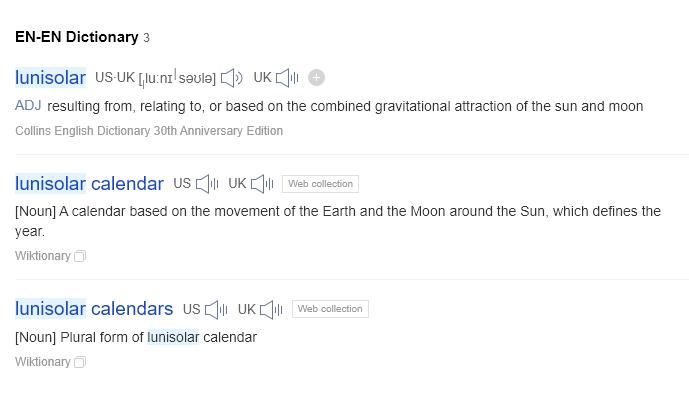 EN-EN Dictionary 3
lunisolar US·UK [ˌluːnɪˈsəʊlə] UK
ADJ resulting from, relating to, or based on the combined gravitational attraction of the sun and moon
Collins English Dictionary 30th Anniversary Edition
lunisolar calendar US UK Web collection
[Noun] A calendar based on the movement of the Earth and the Moon around the Sun, which defines the
year.
Wiktionary
lunisolar calendars US UK Web collection
[Noun] Plural form of lunisolar calendar
Wiktionary